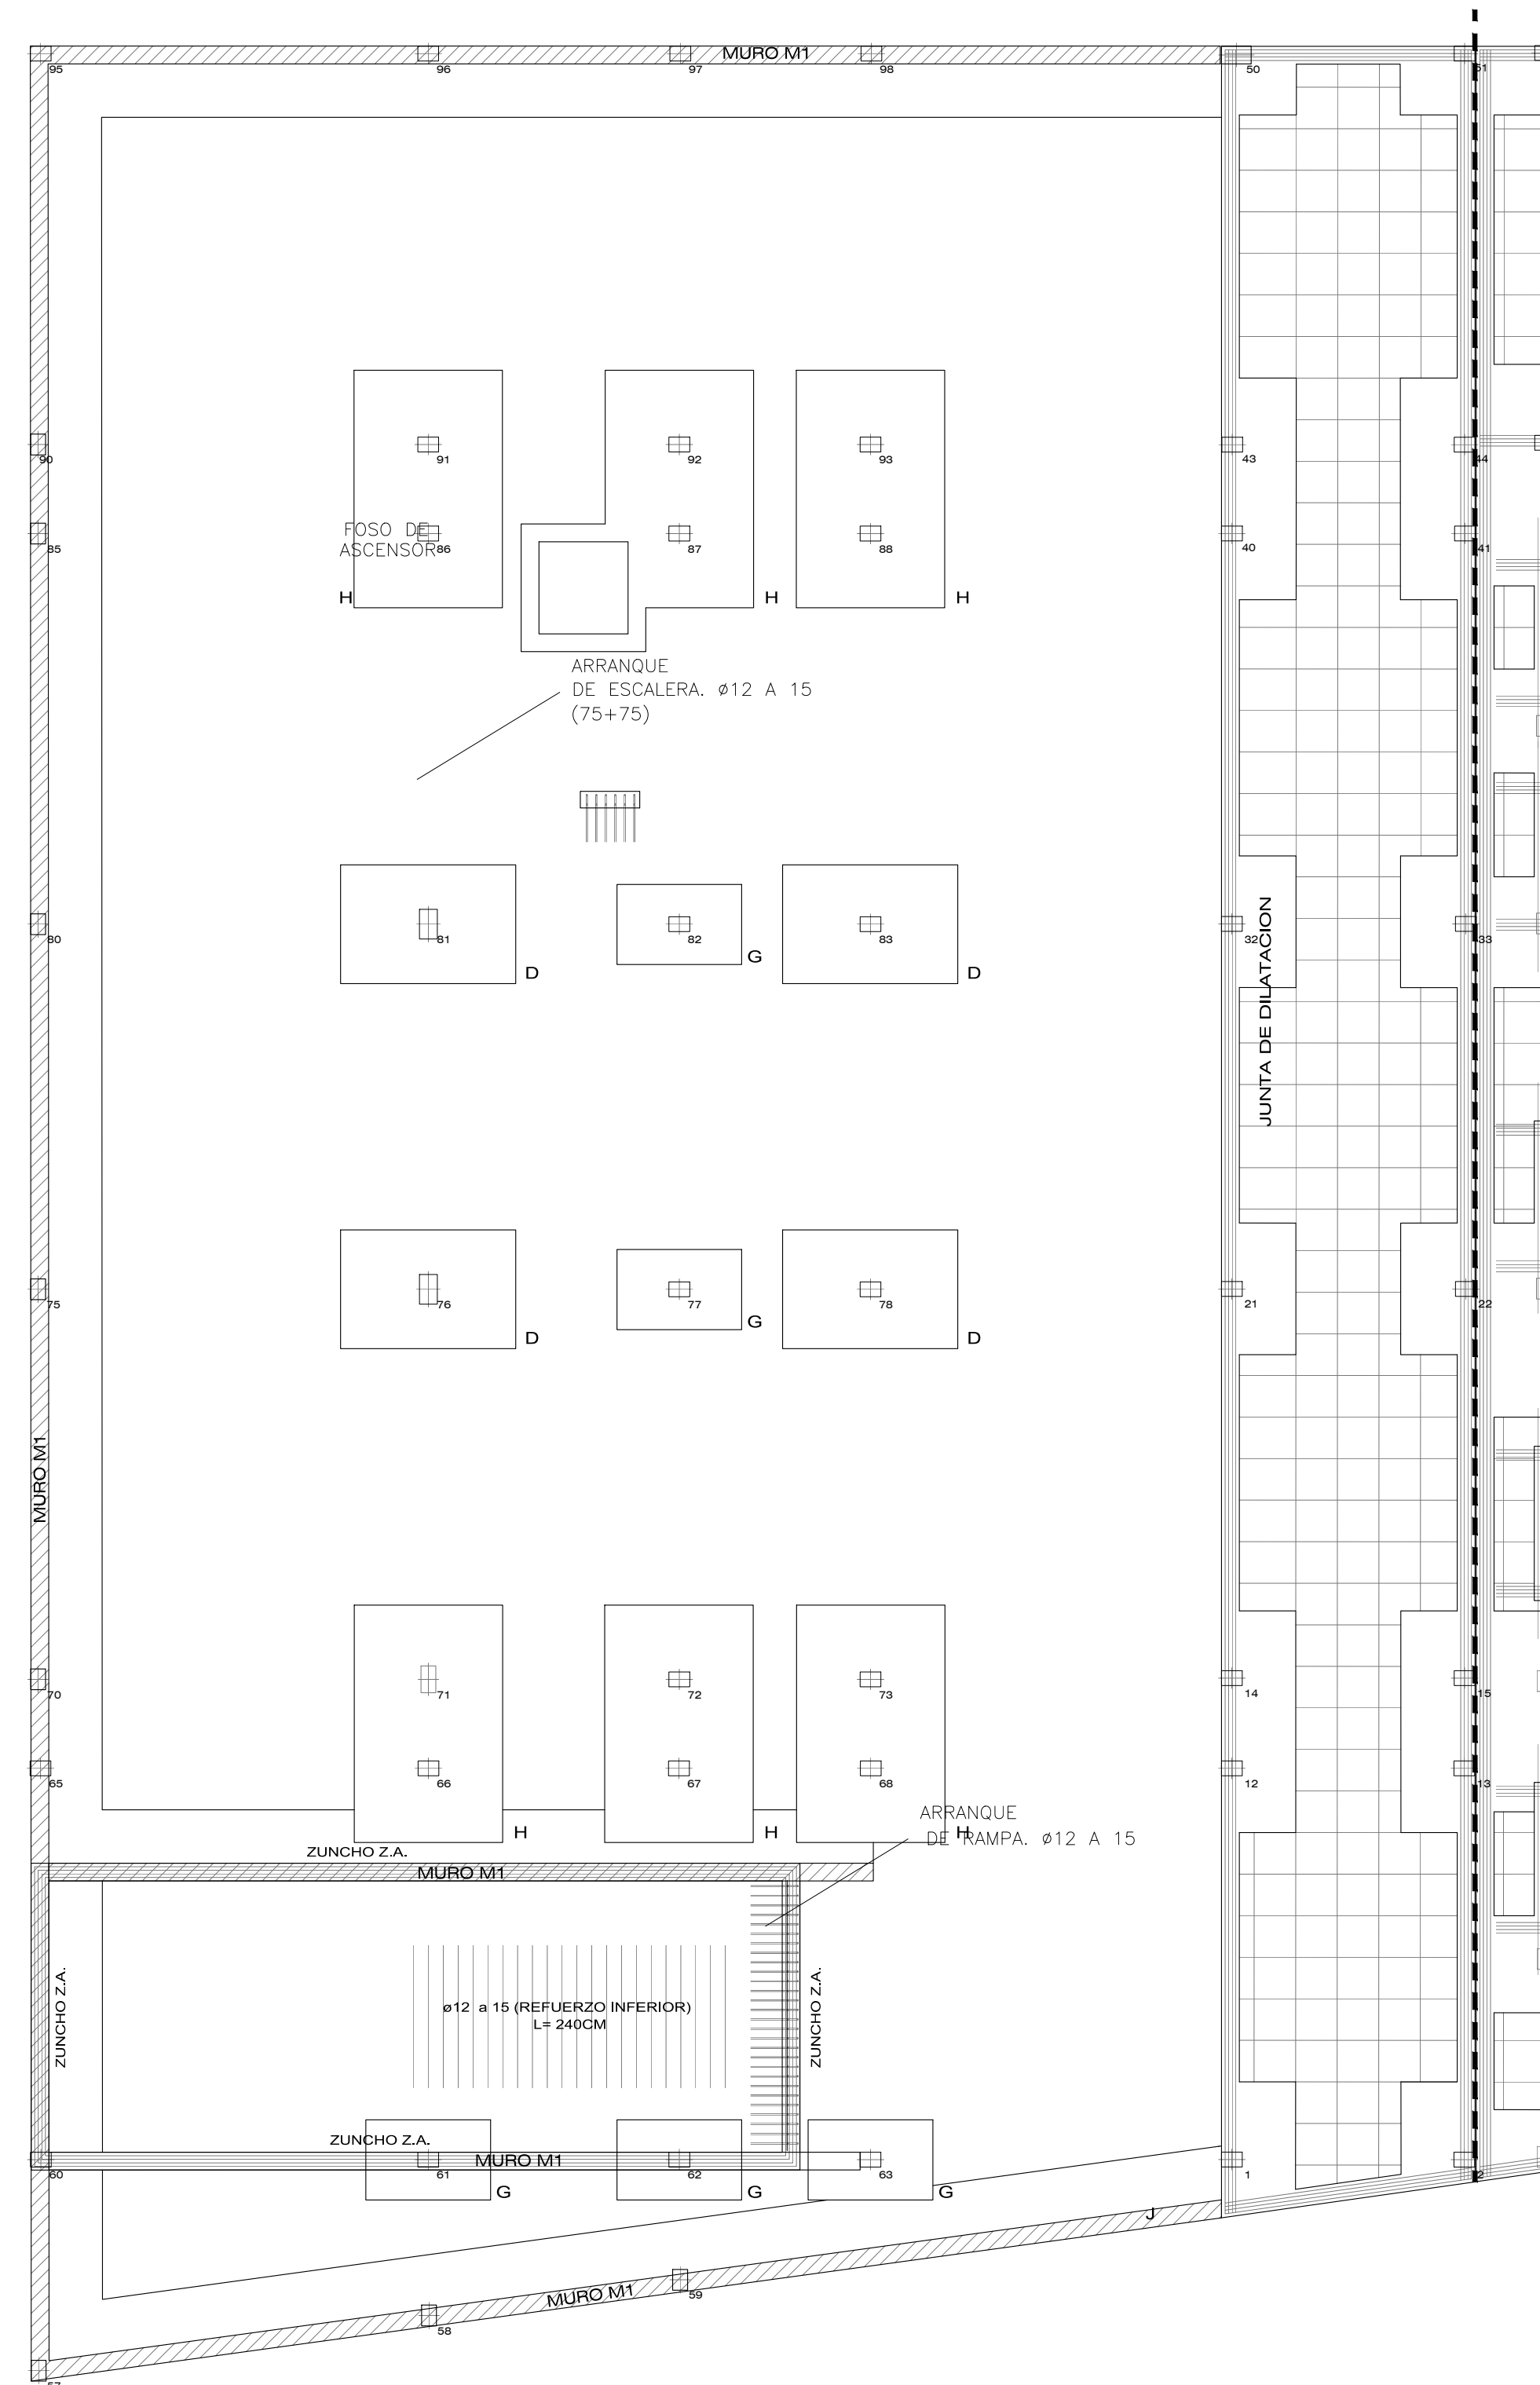 MURO M1
95
96
97
98
50
51
90
91
92
93
43
44
FOSO DE
ASCENSOR
85
86
87
88
40
41
H
H
H
ARRANQUE
DE ESCALERA. ø12 A 15
(75+75)
80
81
82
83
32
33
D
G
D
JUNTA DE DILATACION
75
76
77
78
21
22
D
G
D
MURO M1
70
71
72
73
14
15
65
66
67
68
12
13
ARRANQUE
DE RAMPA. ø12 A 15
H
H
H
ZUNCHO Z.A.
MURO M1
ZUNCHO Z.A.
ZUNCHO Z.A.
ø12 a 15 (REFUERZO INFERIOR)
L= 240CM
ZUNCHO Z.A.
MURO M1
60
61
62
63
1
2
G
G
G
J
MURO M1
59
58
57